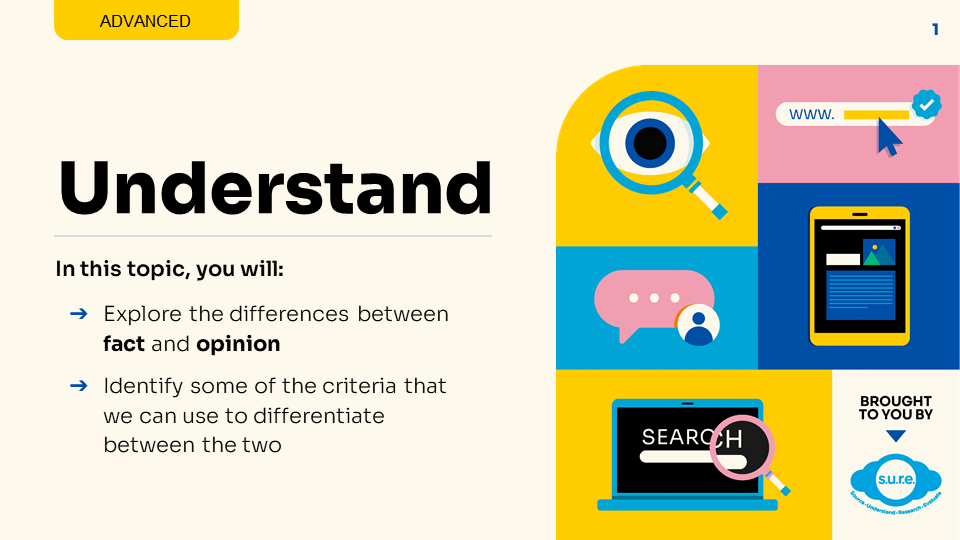 ADVANCED
1
Understand
In this topic, you will:
➔ Explore the differences between
fact and opinion
➔ Identify some of the criteria that
we can use to differentiate
between the two
www.
SEARCH
BROUGHT
TO YOU BY
s.u.r.e.
Source • Understand • Research • Evaluate